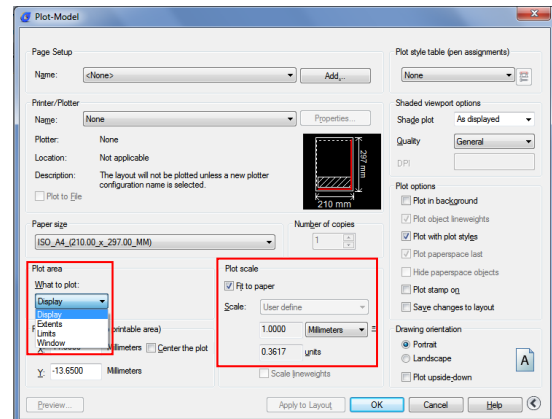 Plot-Model
Page Setup
Name: <None> Add...
Plot style table (pen assignments)
None
Printer/Plotter
Name: None Properties...
Plotter: None
Location: Not applicable
Description: The layout will not be plotted unless a new plotter
configuration name is selected.
Plot to File
297 mm
210 mm
Shaded viewport options
Shade plot As displayed
Quality General
DPI
Paper size
ISO_A4_(210.00_x_297.00_MM)
Number of copies
1
Plot options
Plot in background
Plot object lineweights
Plot with plot styles
Plot paperspace last
Hide paperspace objects
Plot stamp on
Save changes to layout
Plot area
What to plot:
Display
Display
Extents
Limits
Window
Plot scale
Fit to paper
Scale: User define
1.0000 Millimeters =
0.3617 units
Scale lineweights
printable area)
X: Millimeters Center the plot
Y: -13.6500 Millimeters
Drawing orientation
Portrait
Landscape
Plot upside-down
A
Preview... Apply to Layout OK Cancel Help